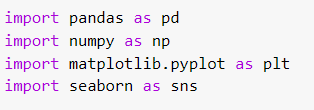 import pandas as pd
import numpy as np
import matplotlib.pyplot as plt
import seaborn as sns